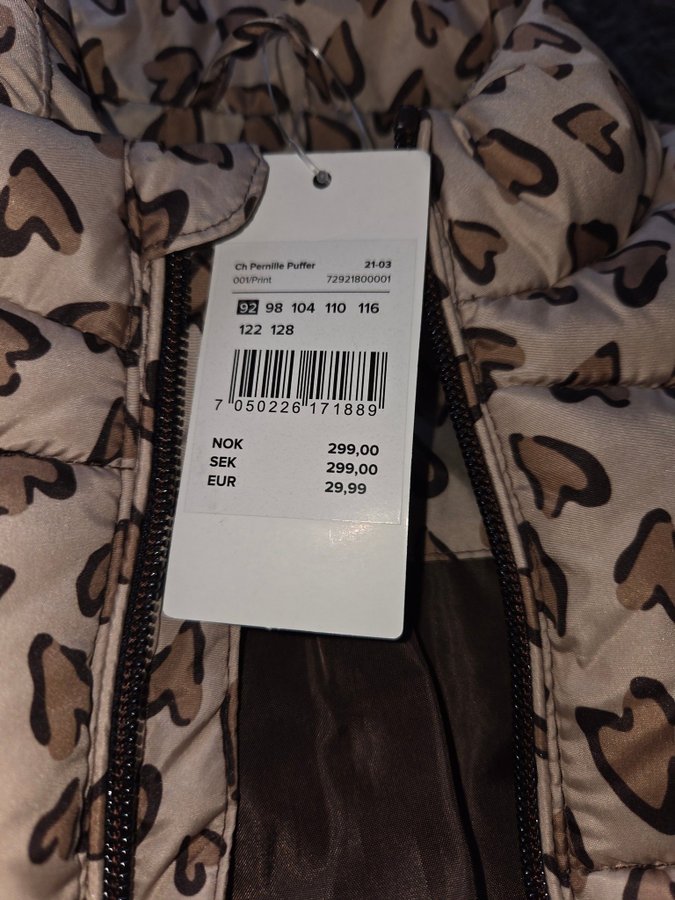 Ch Pernille Puffer 21-03
001/Print 72921800001
92 98 104 110 116
122 128
7 050226 171889
NOK 299,00
SEK 299,00
EUR 29,99